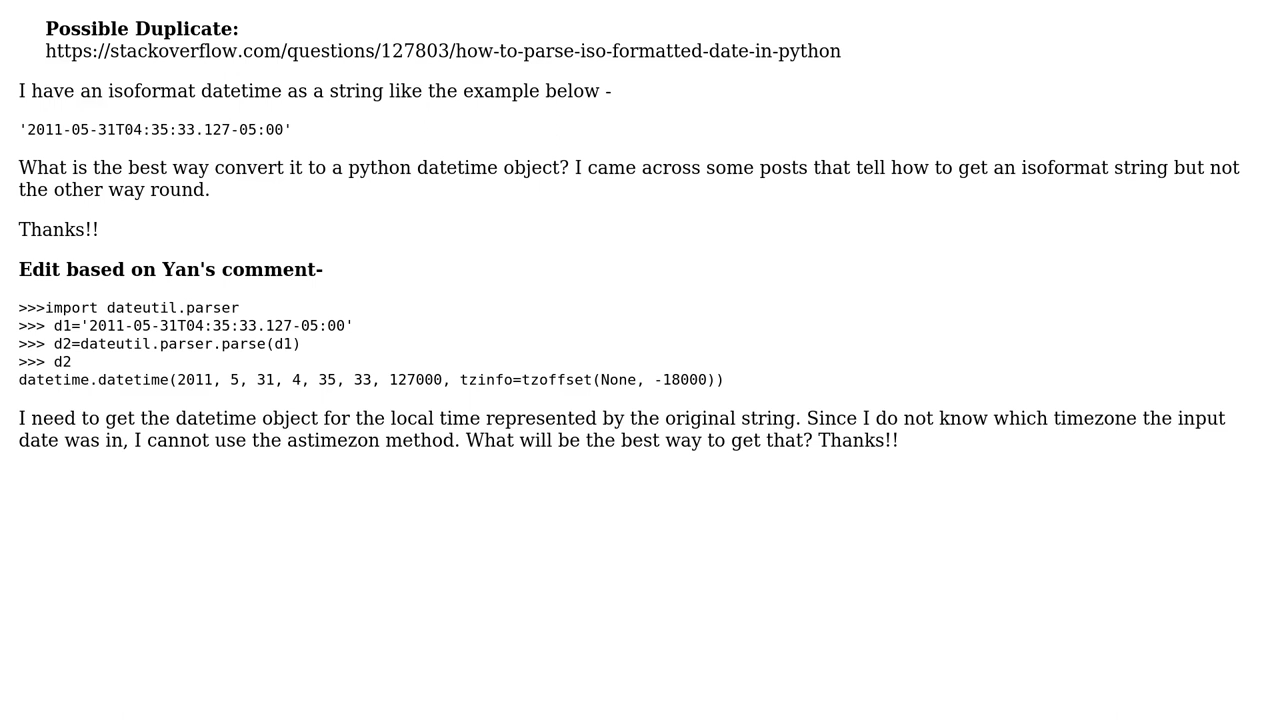 Possible Duplicate:
https://stackoverflow.com/questions/127803/how-to-parse-iso-formatted-date-in-python
I have an isoformat datetime as a string like the example below -
'2011-05-31T04:35:33.127-05:00'
What is the best way convert it to a python datetime object? I came across some posts that tell how to get an isoformat string but not
the other way round.
Thanks!!
Edit based on Yan's comment-
>>>import dateutil.parser
>>> d1='2011-05-31T04:35:33.127-05:00'
>>> d2=dateutil.parser.parse(d1)
>>> d2
datetime.datetime(2011, 5, 31, 4, 35, 33, 127000, tzinfo=tzoffset(None, -18000))
I need to get the datetime object for the local time represented by the original string. Since I do not know which timezone the input
date was in, I cannot use the astimezon method. What will be the best way to get that? Thanks!!